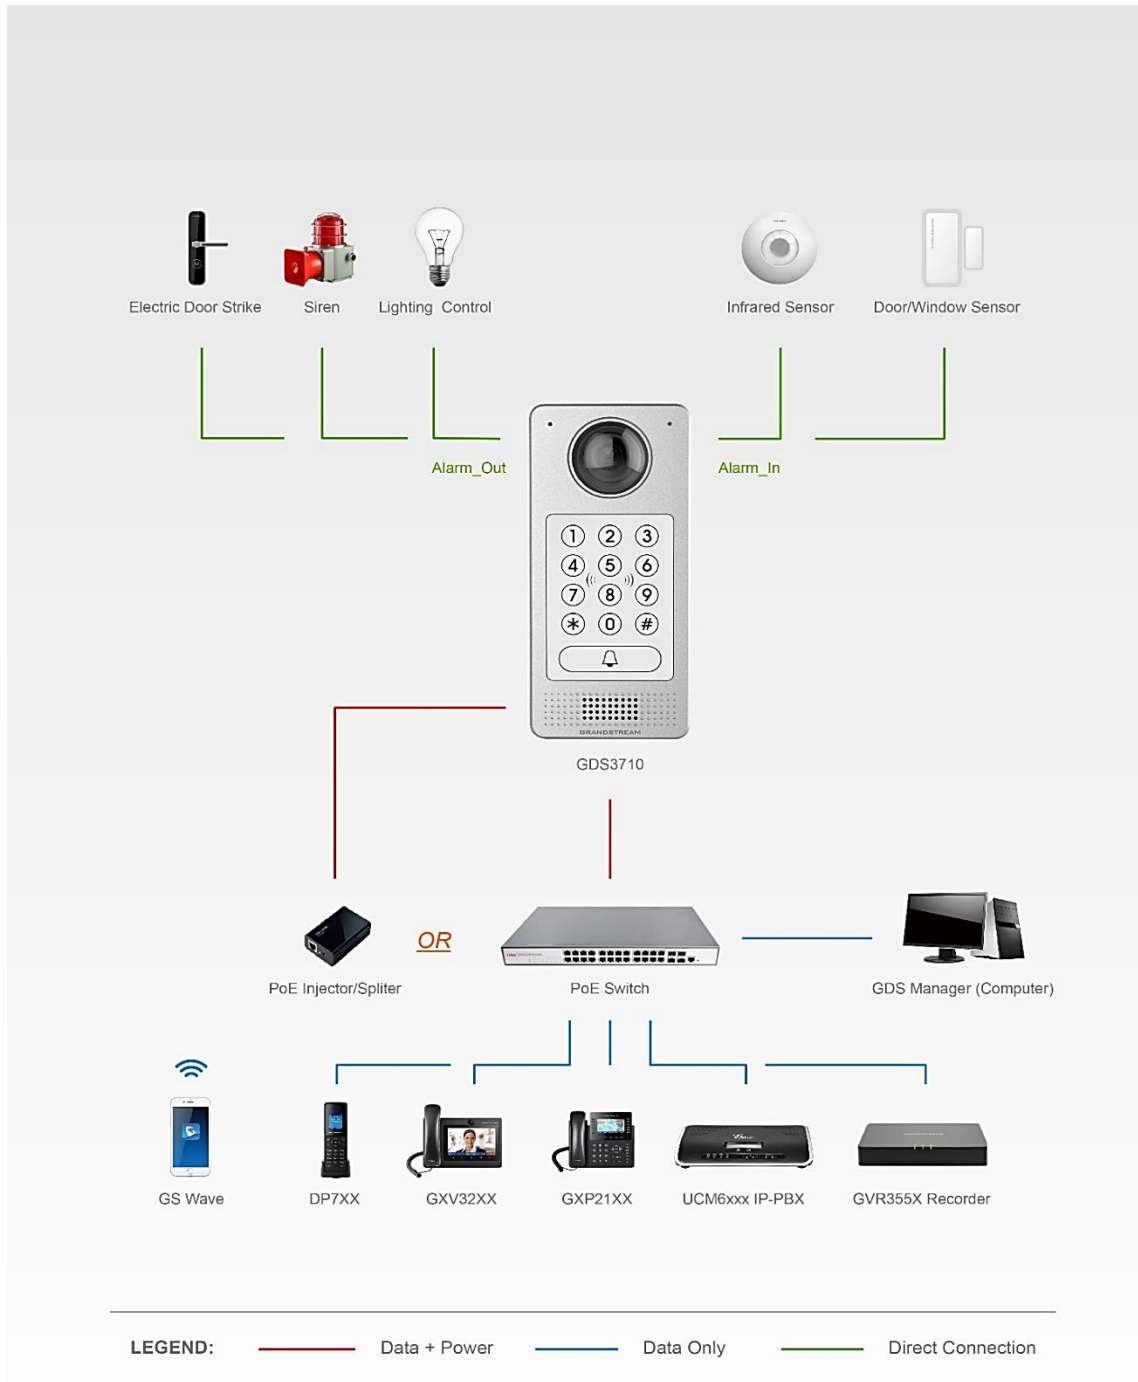 Electric Door Strike
Siren
Lighting Control
Infrared Sensor
Door/Window Sensor
Alarm_Out
Alarm_In
1 2 3
4 5 6
7 8 9
* 0 #
GRANDSTREAM
GDS3710
OR
PoE Injector/Spliter
PoE Switch
GDS Manager (Computer)
GS Wave
DP7XX
GXV32XX
GXP21XX
UCM6xxx IP-PBX
GVR355X Recorder
LEGEND:
Data + Power
Data Only
Direct Connection